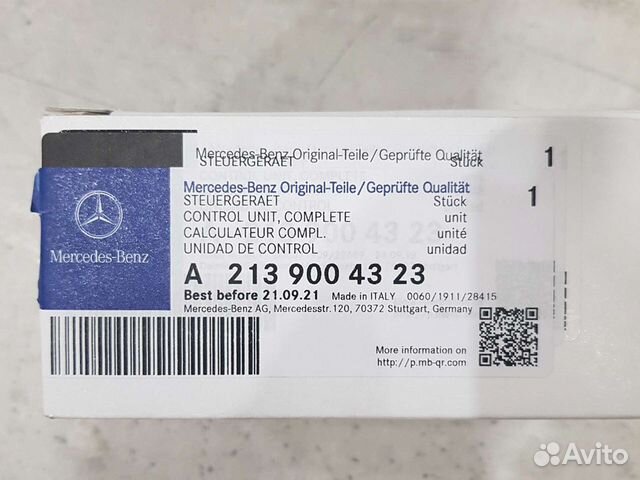 Mercedes-Benz Original-Teile/Geprüfte Qualität
STEUERGERAET Stück 1
Mercedes-Benz Original-Teile/Geprüfte Qualität
STEUERGERAET Stück 1
CONTROL UNIT, COMPLETE unit
CALCULATEUR COMPL. unité
UNIDAD DE CONTROL unidad
Mercedes-Benz
A 213 900 43 23
Best before 21.09.21 Made in ITALY 0060/1911/28415
Mercedes-Benz AG, Mercedesstr.120, 70372 Stuttgart, Germany
More information on
http://p.mb-qr.com/
Avito